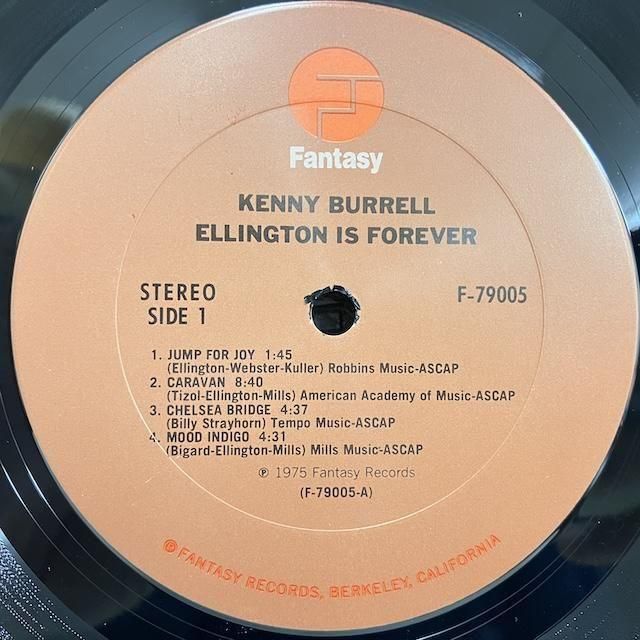 Fantasy
KENNY BURRELL
ELLINGTON IS FOREVER
STEREO
SIDE 1
F-79005
1. JUMP FOR JOY 1:45
(Ellington-Webster-Kuller) Robbins Music-ASCAP
2. CARAVAN 8:40
(Tizol-Ellington-Mills) American Academy of Music-ASCAP
3. CHELSEA BRIDGE 4:37
(Billy Strayhorn) Tempo Music-ASCAP
4. MOOD INDIGO 4:31
(Bigard-Ellington-Mills) Mills Music-ASCAP
℗ 1975 Fantasy Records
(F-79005-A)
© FANTASY RECORDS, BERKELEY, CALIFORNIA